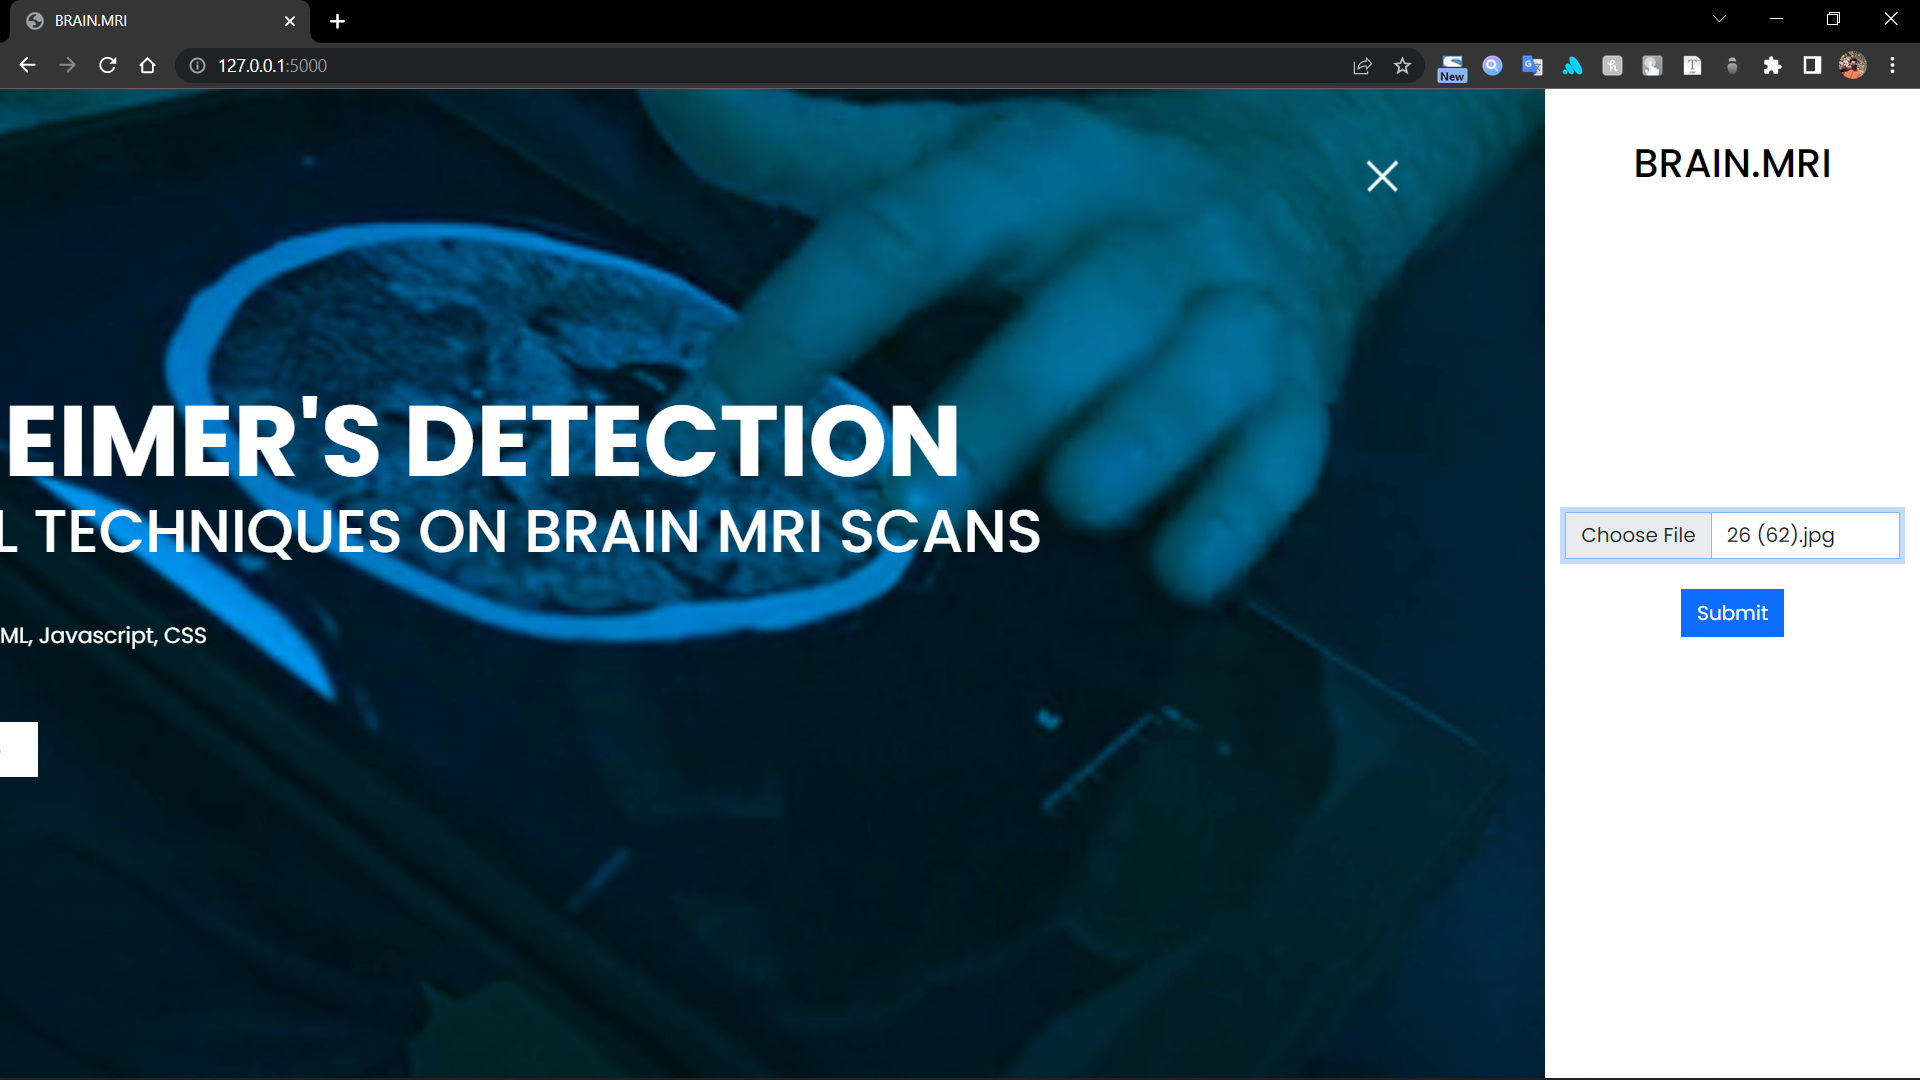 BRAIN.MRI
127.0.0.1:5000
New
BRAIN.MRI
EIMER'S DETECTION
L TECHNIQUES ON BRAIN MRI SCANS
ML, Javascript, CSS
Choose File 26 (62).jpg
Submit